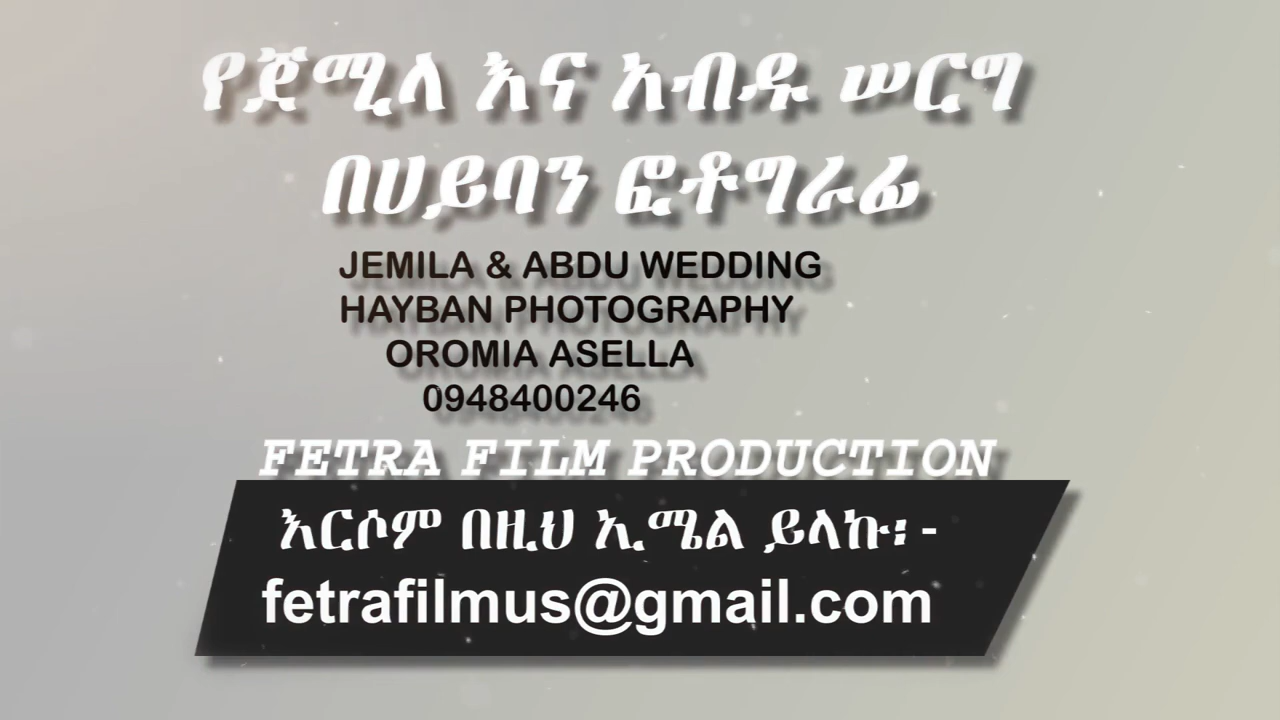 የጀሚላ እና አብዱ ሠርግ
በሀይባን ፎቶግራፊ
JEMILA & ABDU WEDDING
HAYBAN PHOTOGRAPHY
OROMIA ASELLA
0948400246
FETRA FILM PRODUCTION
እርሶም በዚህ ኢሜል ይላኩ፡-
fetrafilmus@gmail.com